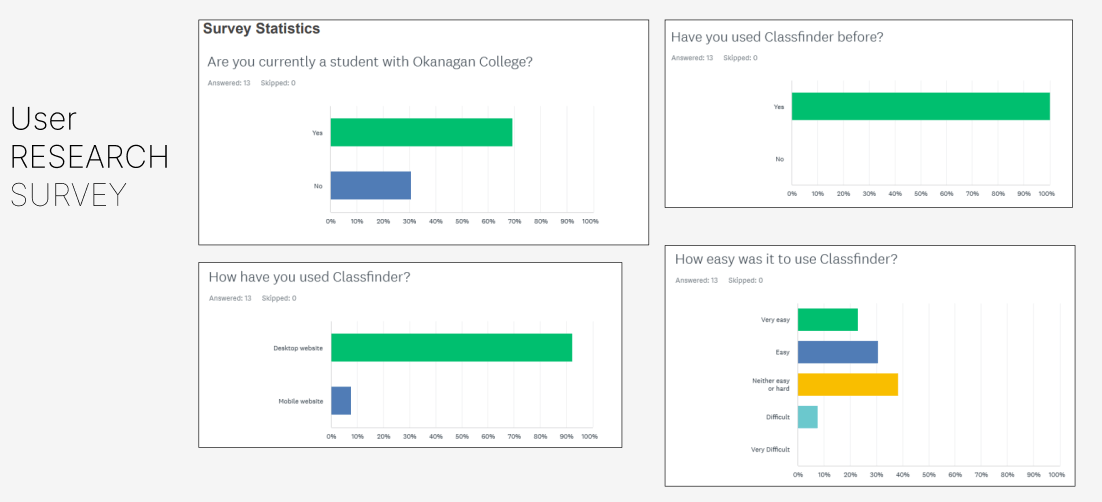 User
RESEARCH
SURVEY
Survey Statistics
Are you currently a student with Okanagan College?
Answered: 13 Skipped: 0
Yes
No
0% 10% 20% 30% 40% 50% 60% 70% 80% 90% 100%
Have you used Classfinder before?
Answered: 13 Skipped: 0
Yes
No
0% 10% 20% 30% 40% 50% 60% 70% 80% 90% 100%
How have you used Classfinder?
Answered: 13 Skipped: 0
Desktop website
Mobile website
0% 10% 20% 30% 40% 50% 60% 70% 80% 90% 100%
How easy was it to use Classfinder?
Answered: 13 Skipped: 0
Very easy
Easy
Neither easy
or hard
Difficult
Very Difficult
0% 10% 20% 30% 40% 50% 60% 70% 80% 90% 100%